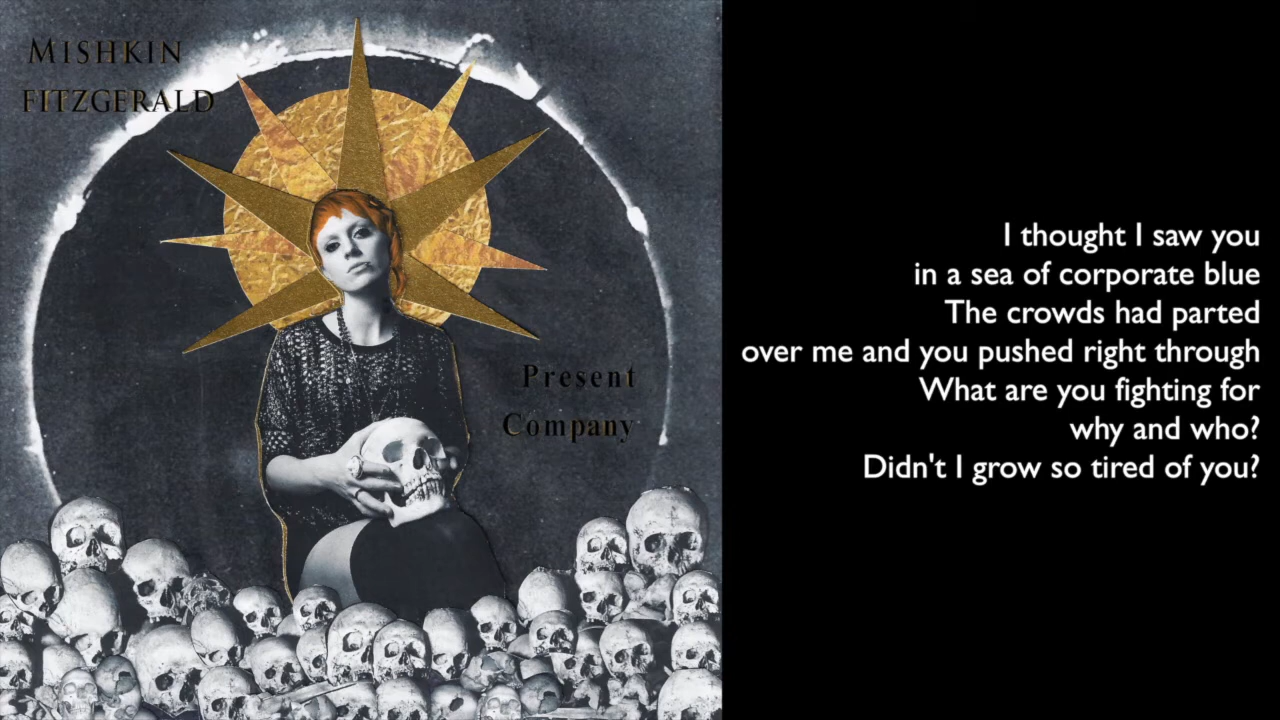 MISHKIN
FITZGERALD
Present
Company
I thought I saw you
in a sea of corporate blue
The crowds had parted
over me and you pushed right through
What are you fighting for
why and who?
Didn't I grow so tired of you?